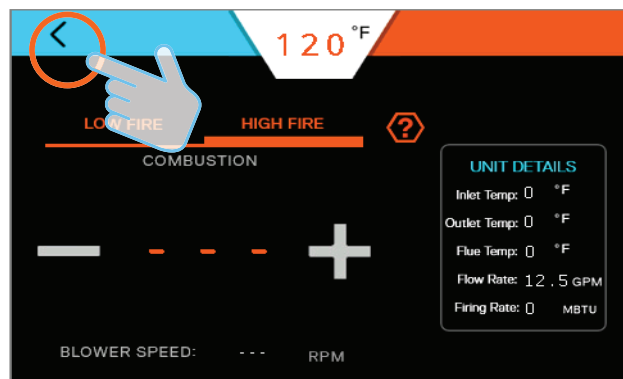 120 °F
LOW FIRE HIGH FIRE ?
COMBUSTION
- - -
BLOWER SPEED: --- RPM
UNIT DETAILS
Inlet Temp: 0 °F
Outlet Temp: 0 °F
Flue Temp: 0 °F
Flow Rate: 12.5 GPM
Firing Rate: 0 MBTU